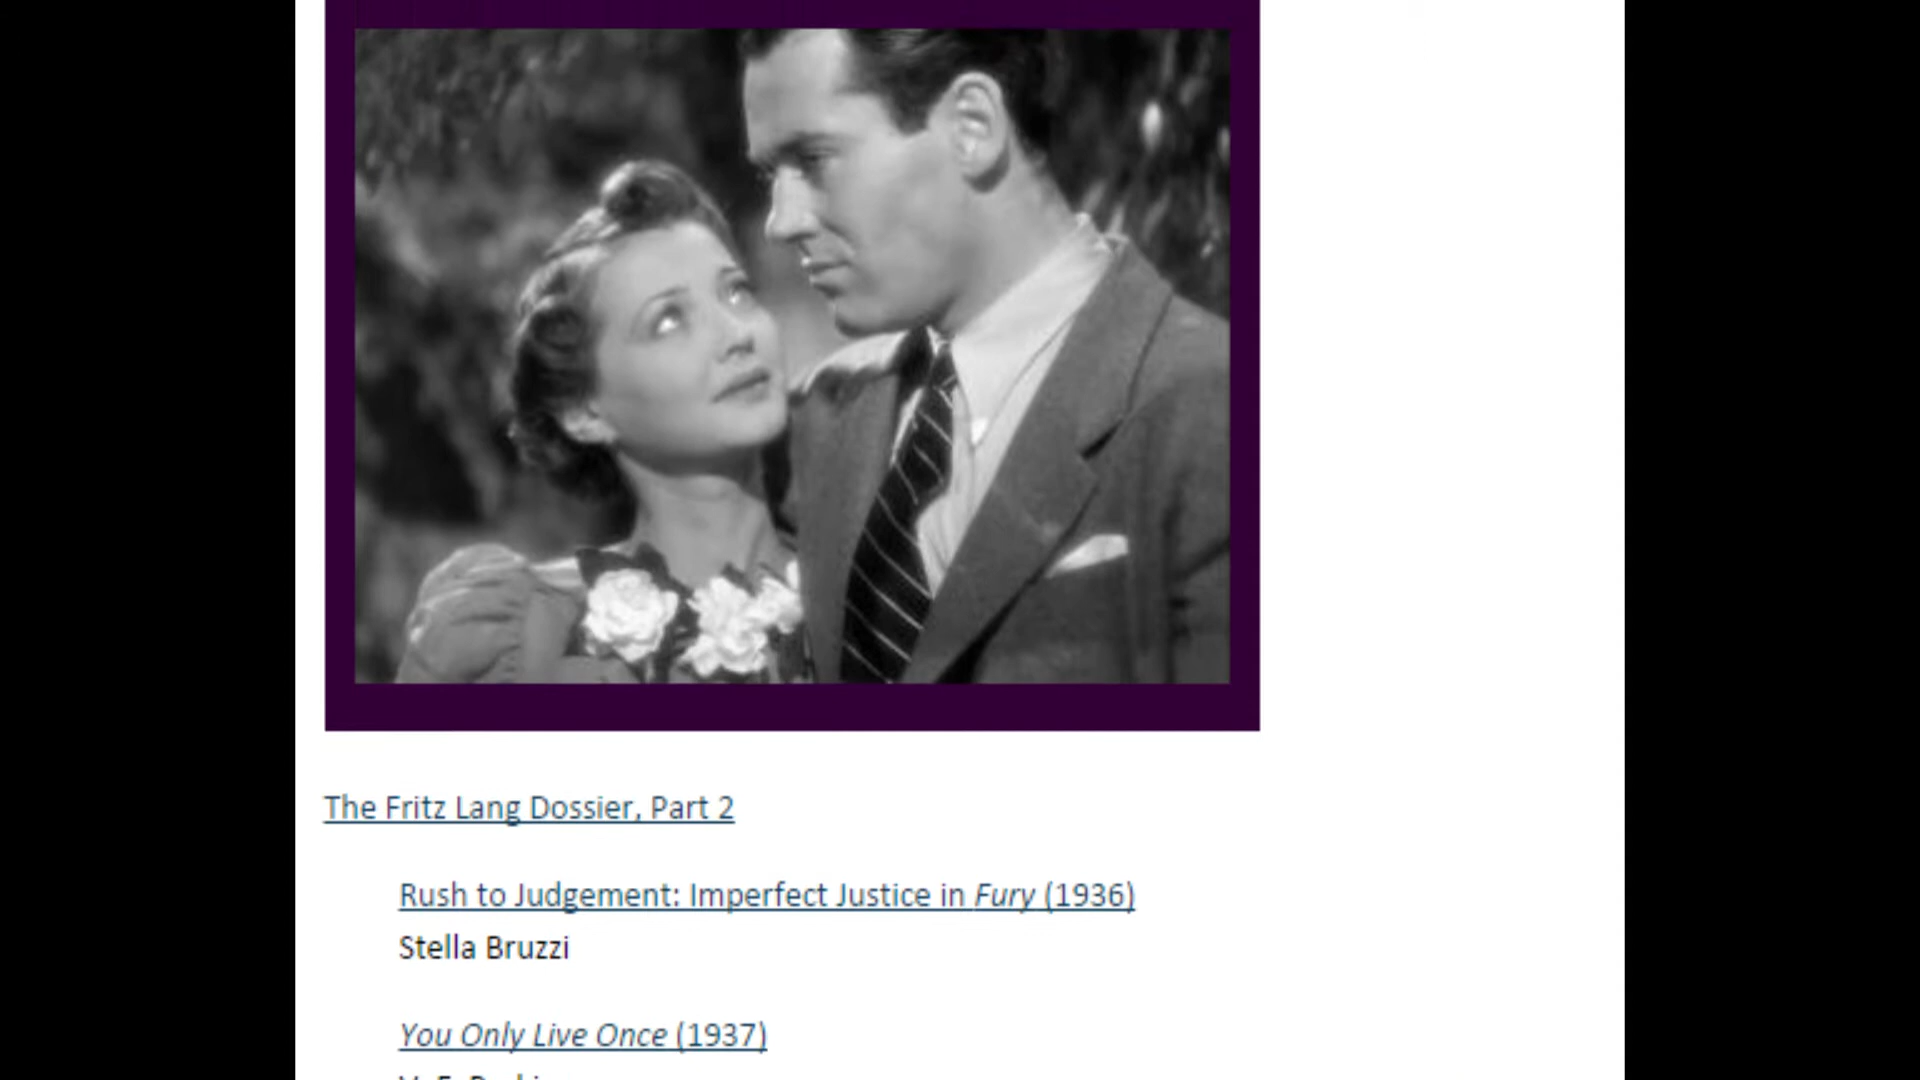 The Fritz Lang Dossier, Part 2
Rush to Judgement: Imperfect Justice in Fury (1936)
Stella Bruzzi
You Only Live Once (1937)